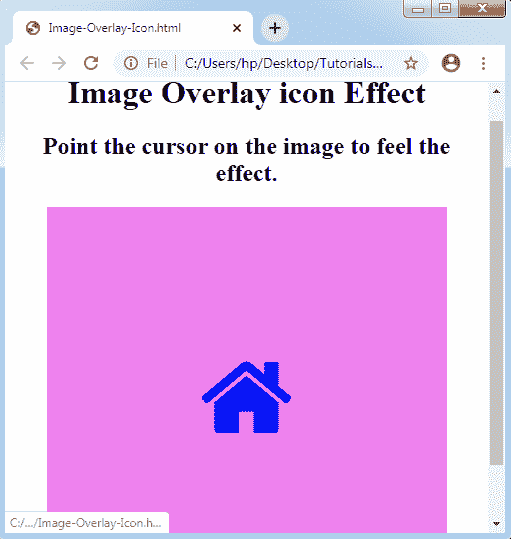 Image-Overlay-Icon.html
File
C:/Users/hp/Desktop/Tutorials...
Image Overlay icon Effect
Point the cursor on the image to feel the
effect.
C:/.../Image-Overlay-Icon.h...